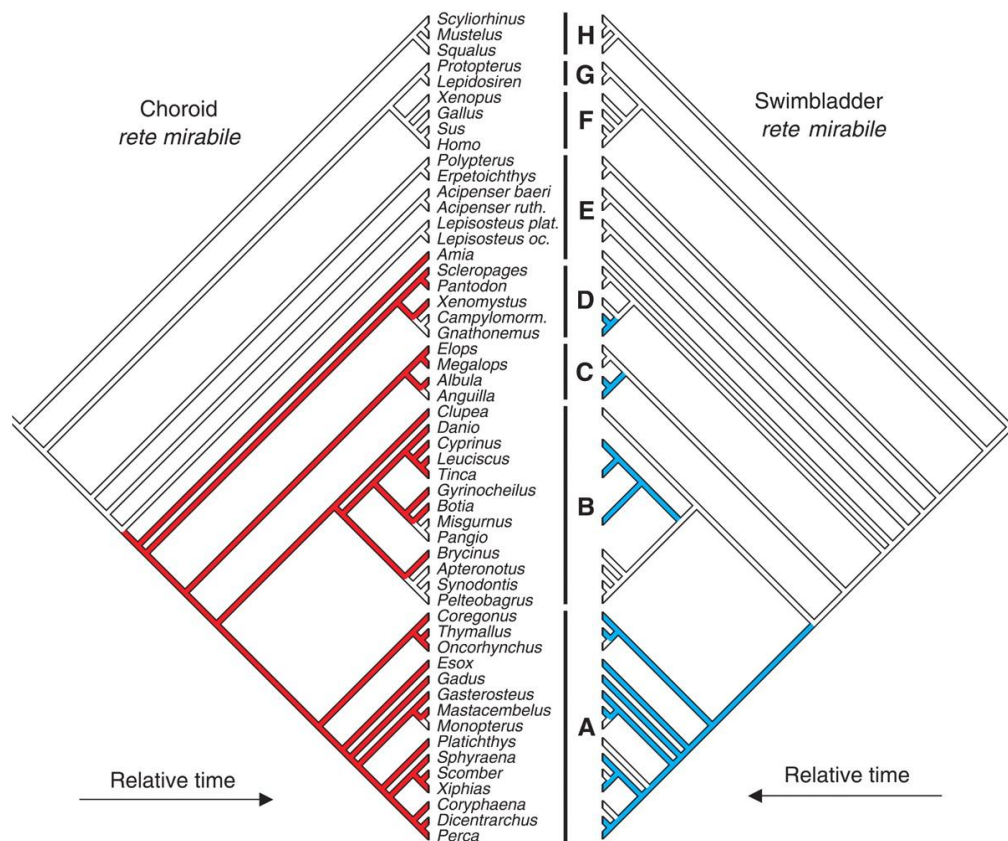 Choroid
rete mirabile
Scyliorhinus
Mustelus
Squalus
Protopterus
Lepidosiren
Xenopus
Gallus
Sus
Homo
Polypterus
Erpetoichthys
Acipenser baeri
Acipenser ruth.
Lepisosteus plat.
Lepisosteus oc.
Amia
Scleropages
Pantodon
Xenomystus
Campylomorm.
Gnathonemus
Elops
Megalops
Albula
Anguilla
Clupea
Danio
Cyprinus
Leuciscus
Tinca
Gyrinocheilus
Botia
Misgurnus
Pangio
Brycinus
Apteronotus
Synodontis
Pelteobagrus
Coregonus
Thymallus
Oncorhynchus
Esox
Gadus
Gasterosteus
Mastacembelus
Monopterus
Platichthys
Sphyraena
Scomber
Xiphias
Coryphaena
Dicentrarchus
Perca
H
G
F
E
D
C
B
A
Swimbladder
rete mirabile
Relative time
Relative time